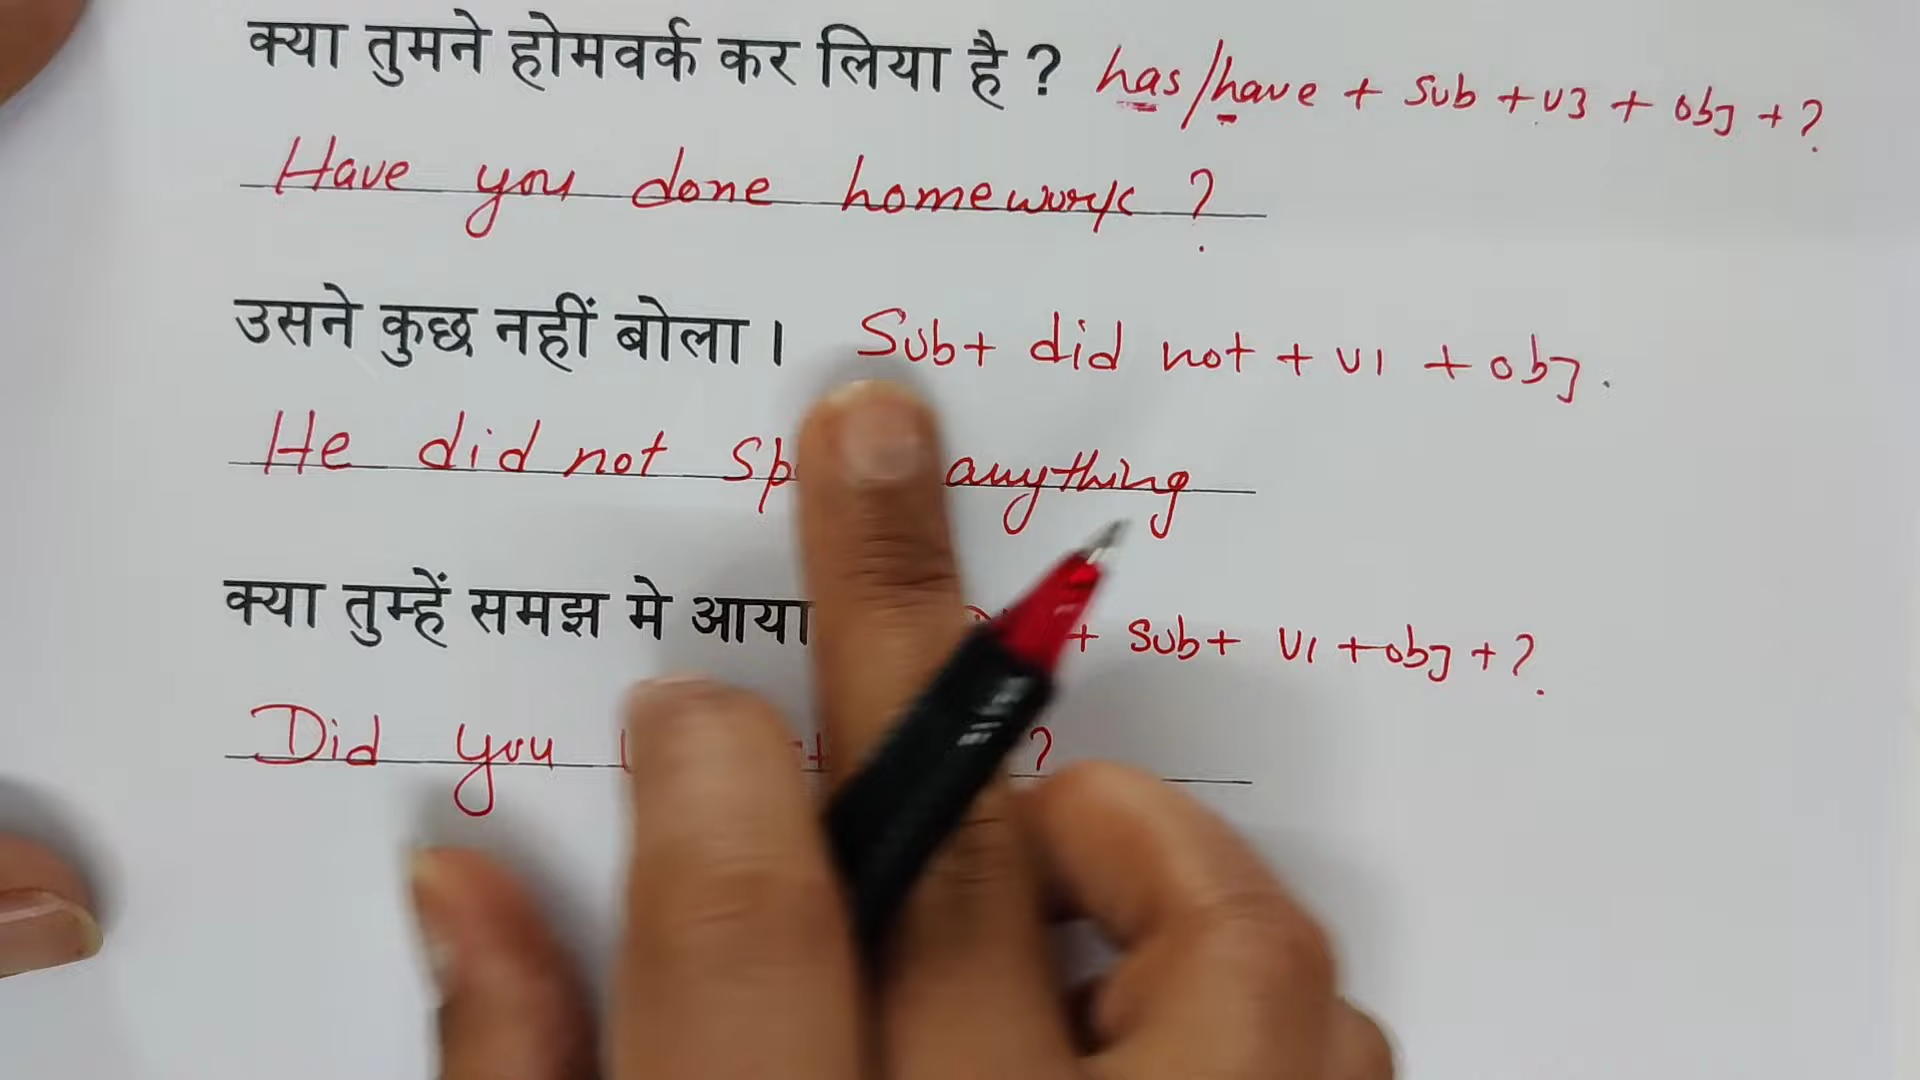 क्या तुमने होमवर्क कर लिया है ? has/have + sub + v3 + obj + ?
Have you done homework ?
उसने कुछ नहीं बोला । Sub + did not + v1 + obj.
He did not anything
क्या तुम्हें समझ मे आया + sub + v1 + obj + ?
Did you ?